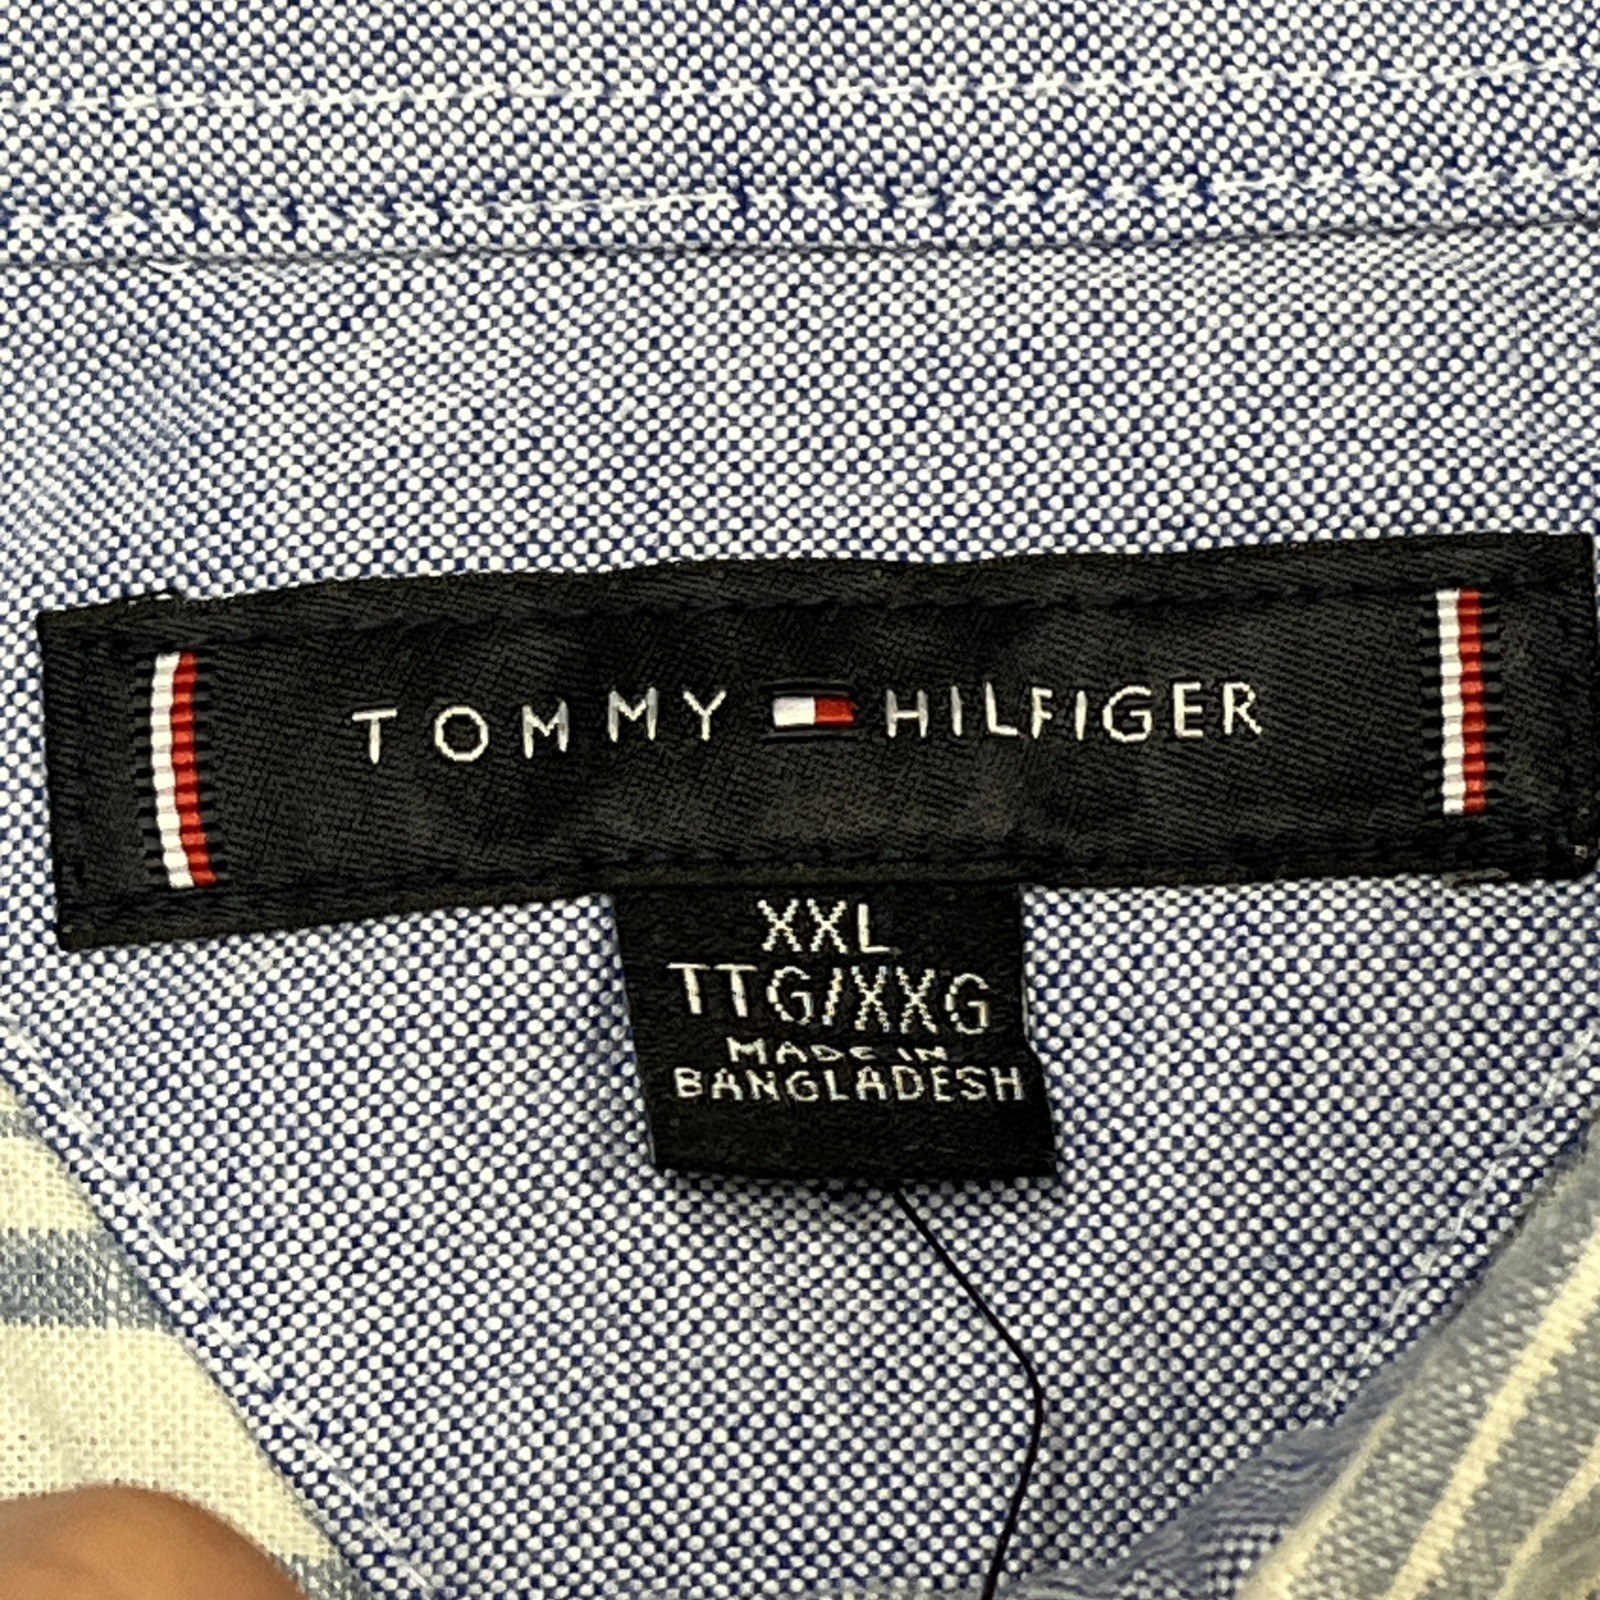 TOMMY HILFIGER
XXL
TTG/XXG
MADE IN
BANGLADESH